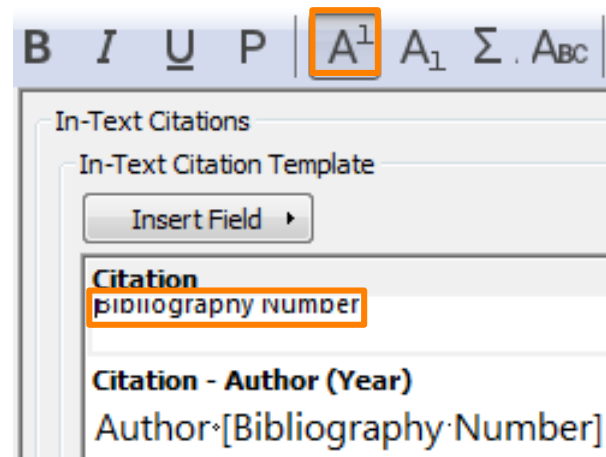 B I U P A1 A1 Σ. ABC
In-Text Citations
In-Text Citation Template
Insert Field
Citation
Bibliography Number
Citation - Author (Year)
Author·[Bibliography·Number]